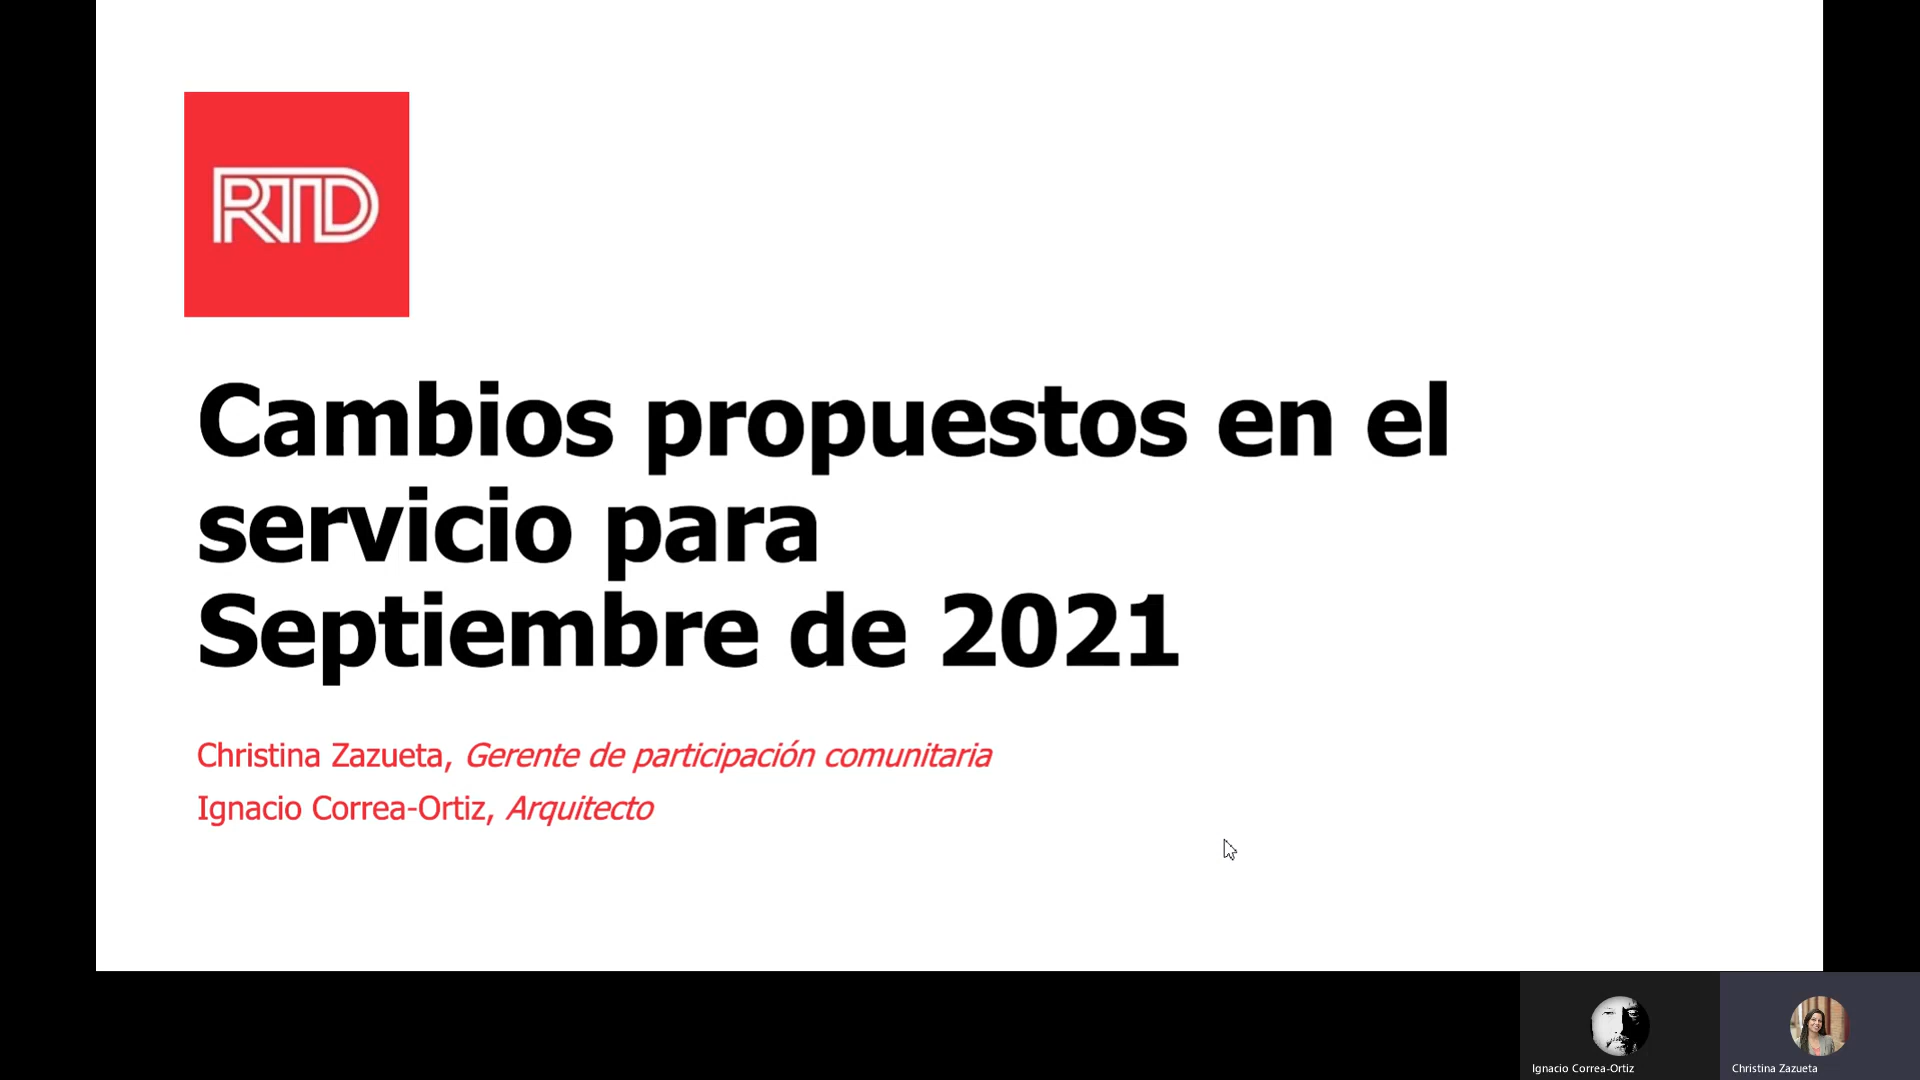 RTD
Cambios propuestos en el
servicio para
Septiembre de 2021
Christina Zazueta, Gerente de participación comunitaria
Ignacio Correa-Ortiz, Arquitecto
Ignacio Correa-Ortiz
Christina Zazueta